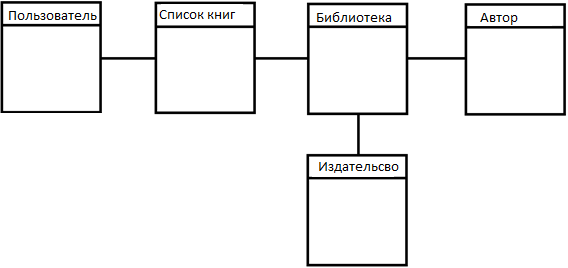 Пользователь
Список книг
Библиотека
Автор
Издательсво